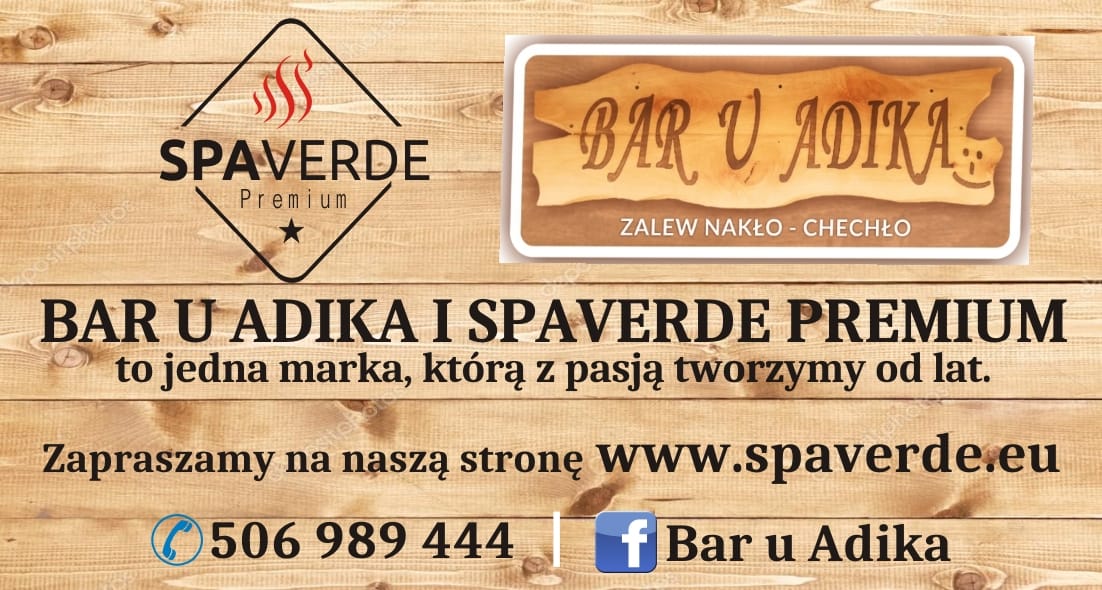 SPAVERDE
Premium
BAR U ADIKA
ZALEW NAKŁO - CHECHŁO
BAR U ADIKA I SPAVERDE PREMIUM
to jedna marka, którą z pasją tworzymy od lat.
Zapraszamy na naszą stronę www.spaverde.eu
506 989 444 | f Bar u Adika
depositphotos